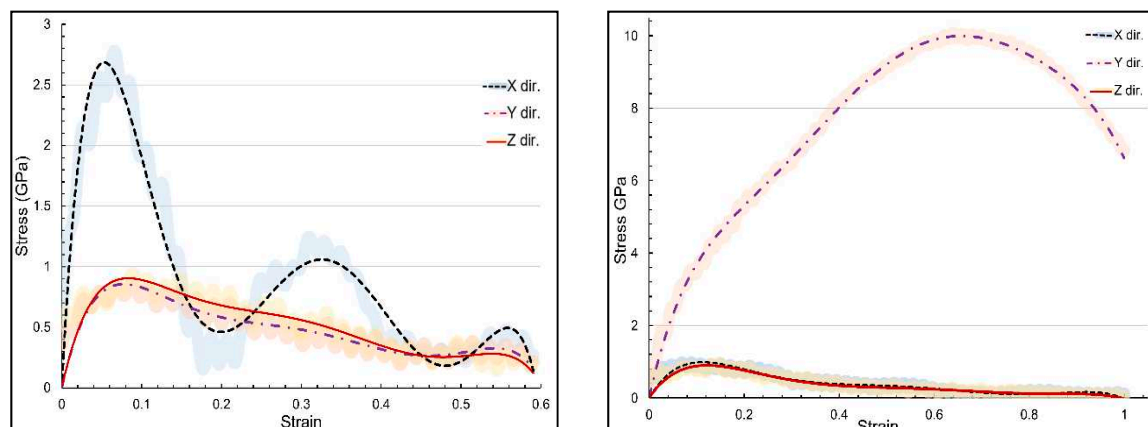 3
2.5
2
1.5
1
0.5
0
Stress (GPa)
X dir.
Y dir.
Z dir.
0 0.1 0.2 0.3 0.4 0.5 0.6
Strain
10
8
6
4
2
0
Stress GPa
X dir.
Y dir.
Z dir.
0 0.2 0.4 0.6 0.8 1
Strain